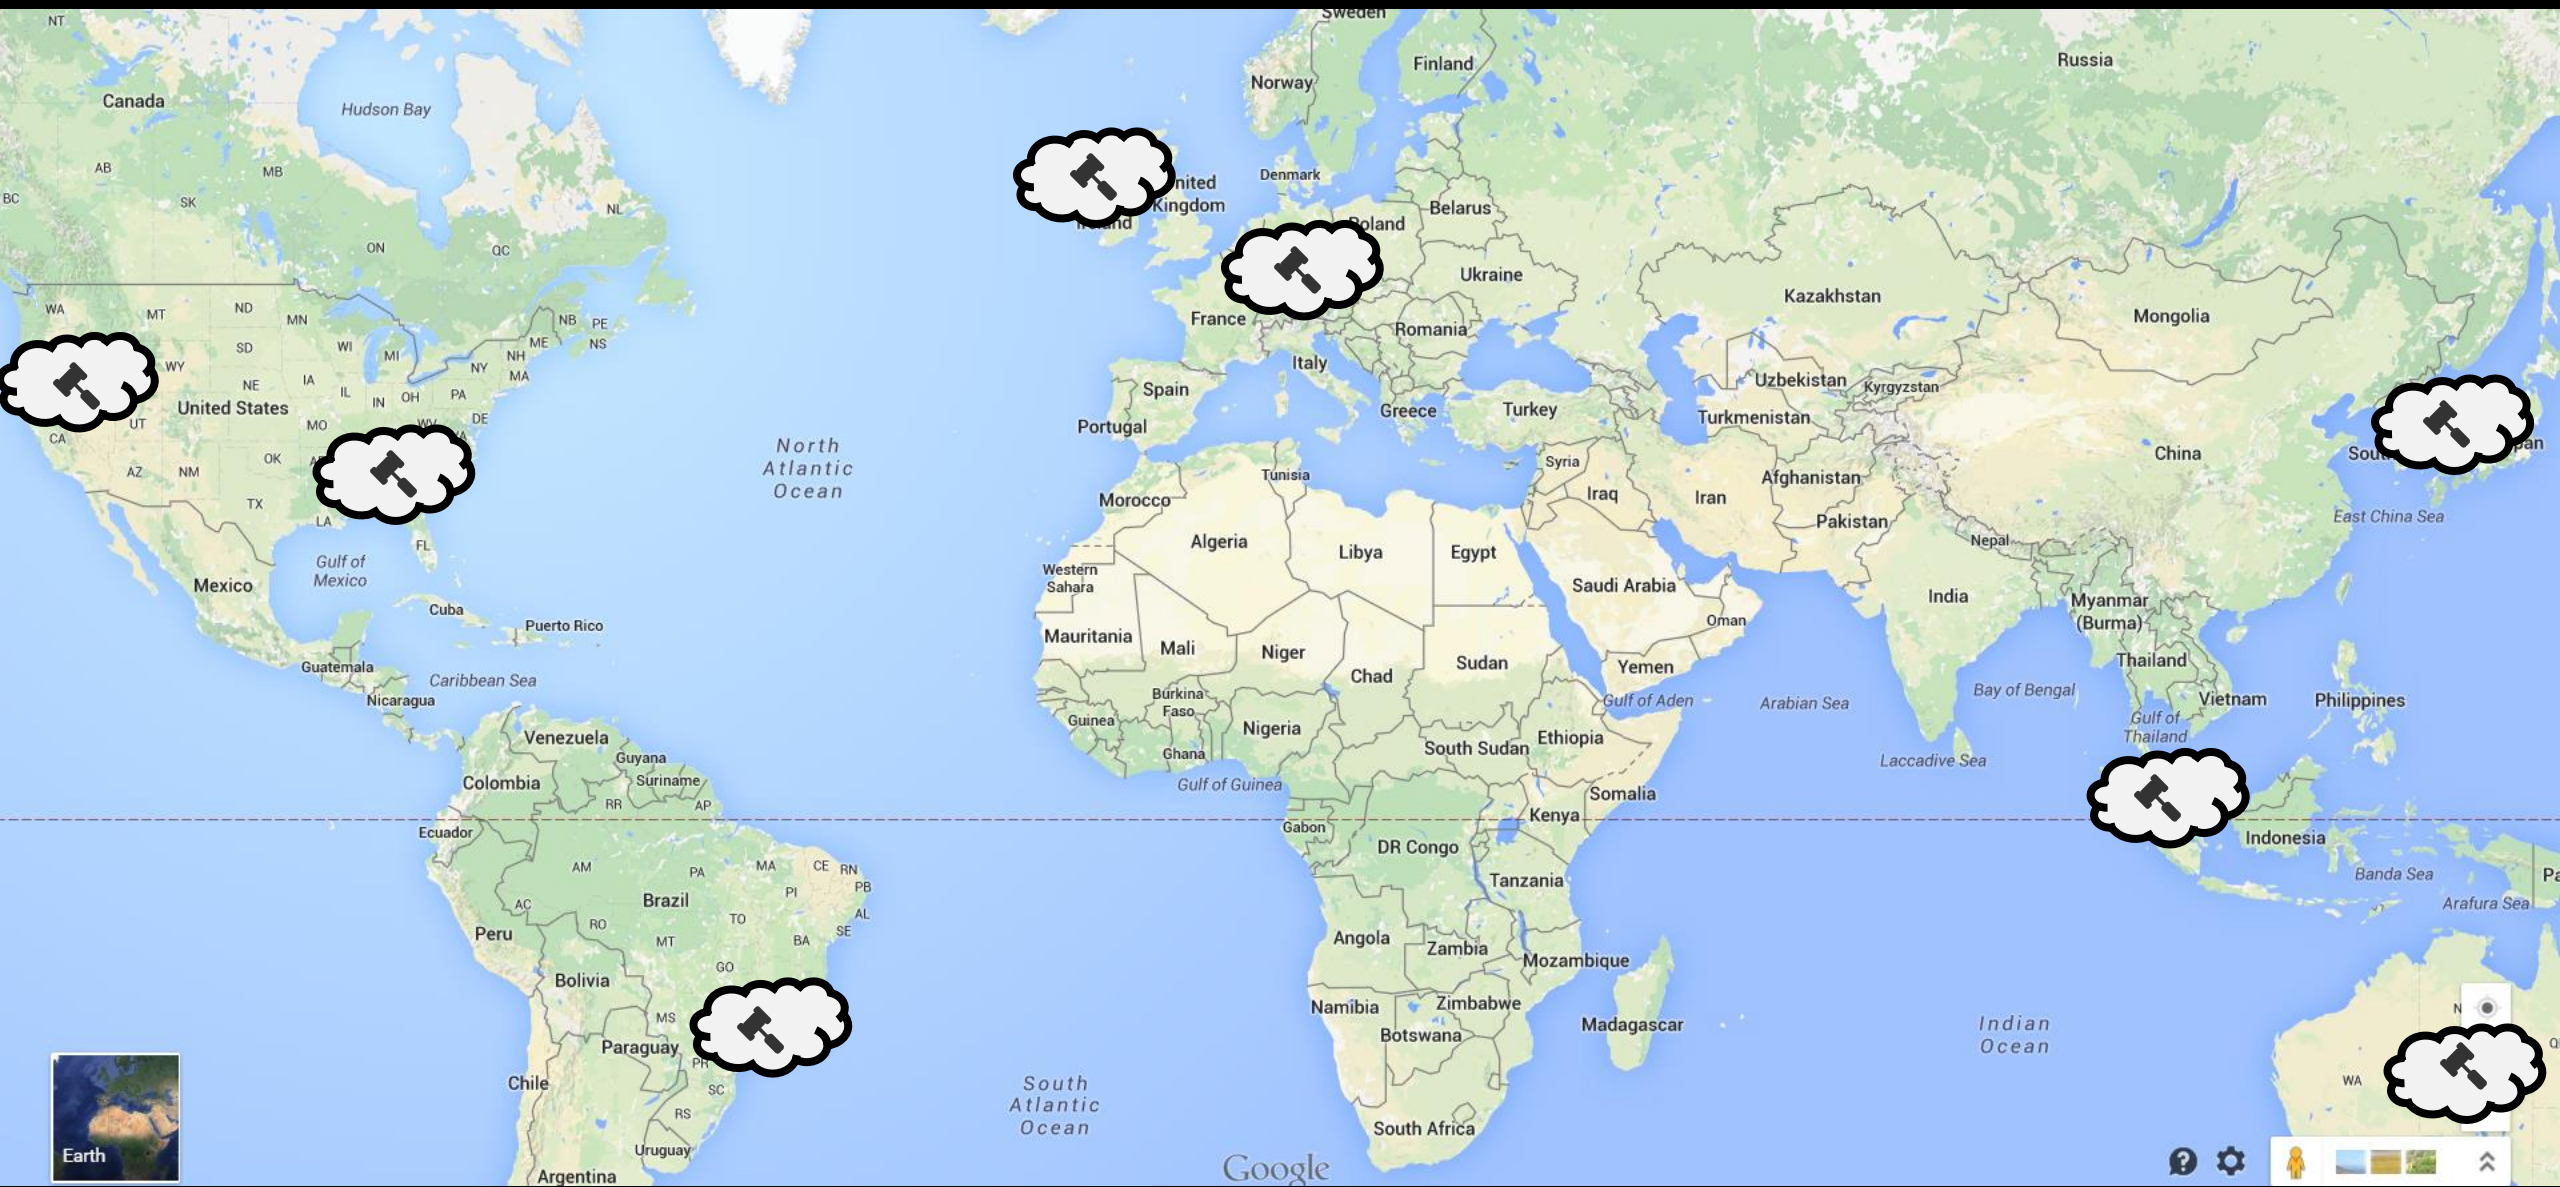 NT
Sweden
Russia
Finland
Norway
Canada
Hudson Bay
AB
MB
BC
SK
NL
ON
QC
nited
Kingdom
Denmark
Belarus
Poland
Ukraine
Kazakhstan
Mongolia
WA
MT
ND
MN
NB
PE
NS
ME
NH
MA
WI
MI
NY
SD
WY
NE
IA
IL
IN
OH
PA
DE
France
Romania
Italy
Spain
Portugal
Greece
Turkey
Uzbekistan
Kyrgyzstan
Turkmenistan
United States
UT
MO
CA
AZ
NM
OK
TX
LA
FL
North
Atlantic
Ocean
Tunisia
Morocco
Syria
Iraq
Iran
Afghanistan
Pakistan
China
East China Sea
Nepal
Gulf of
Mexico
Mexico
Cuba
Puerto Rico
Western
Sahara
Algeria
Libya
Egypt
Saudi Arabia
India
Myanmar
(Burma)
Oman
Mauritania
Mali
Niger
Chad
Sudan
Yemen
Thailand
Guatemala
Caribbean Sea
Nicaragua
Burkina
Faso
Guinea
Nigeria
Ghana
Gulf of Guinea
South Sudan
Ethiopia
Gulf of Aden
Arabian Sea
Bay of Bengal
Vietnam
Philippines
Gulf of
Thailand
Laccadive Sea
Venezuela
Guyana
Colombia
Suriname
RR
AP
Ecuador
Somalia
Kenya
Gabon
DR Congo
Tanzania
Indonesia
Banda Sea
Arafura Sea
AM
PA
MA
CE
RN
PB
PI
AL
SE
Brazil
AC
RO
TO
BA
MT
GO
Peru
Bolivia
Angola
Zambia
Mozambique
Namibia
Zimbabwe
Botswana
Madagascar
Indian
Ocean
MS
Paraguay
PR
SC
RS
Chile
Uruguay
Argentina
South
Atlantic
Ocean
South Africa
WA
Earth
Google